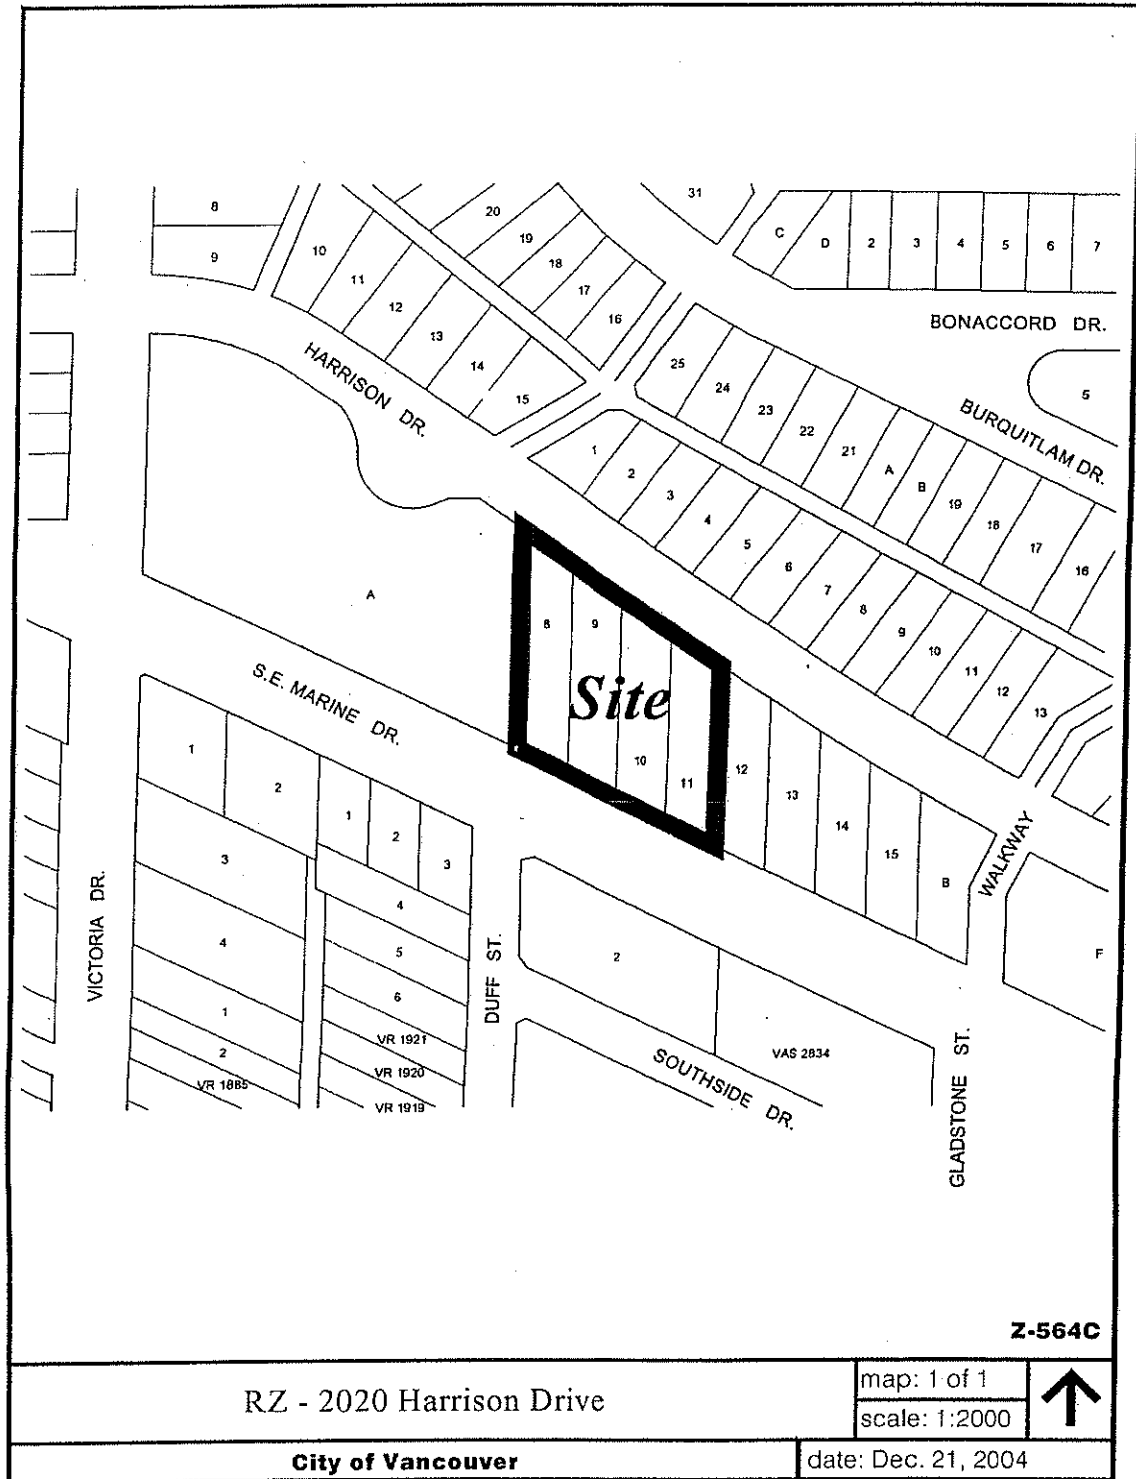 31
8
20
C
D
2
3
4
5
6
7
9
10
19
11
18
12
17
16
13
BONACCORD DR.
HARRISON DR.
14
25
15
24
5
23
BURQUITLAM DR.
22
1
21
2
A
3
B
4
19
5
18
6
17
7
16
A
8
9
8
9
10
11
12
13
S.E. MARINE DR.
Site
10
11
12
13
14
15
B
WALKWAY
F
1
2
1
2
3
3
4
4
5
6
1
2
VR 1885
VR 1921
VR 1920
VR 1919
VICTORIA DR.
DUFF ST.
2
VAS 2834
SOUTHSIDE DR.
GLADSTONE ST.
Z-564C
RZ - 2020 Harrison Drive
map: 1 of 1
scale: 1:2000
City of Vancouver
date: Dec. 21, 2004